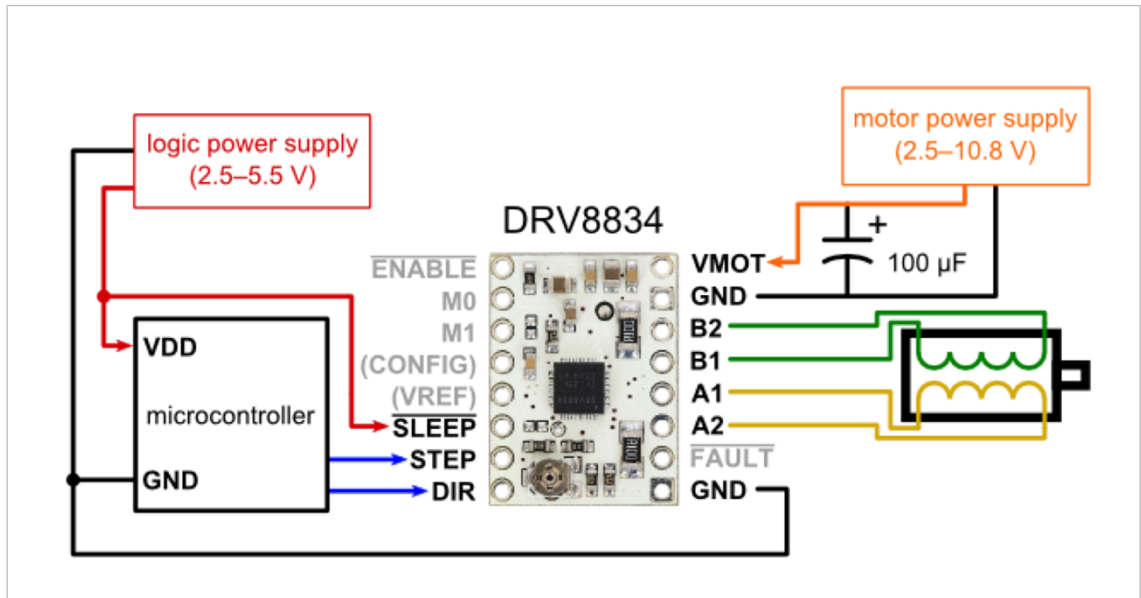 logic power supply
(2.5–5.5 V)
motor power supply
(2.5–10.8 V)
DRV8834
+
100 µF
ENABLE
M0
M1
(CONFIG)
(VREF)
SLEEP
STEP
DIR
VMOT
GND
B2
B1
A1
A2
FAULT
GND
VDD
microcontroller
GND